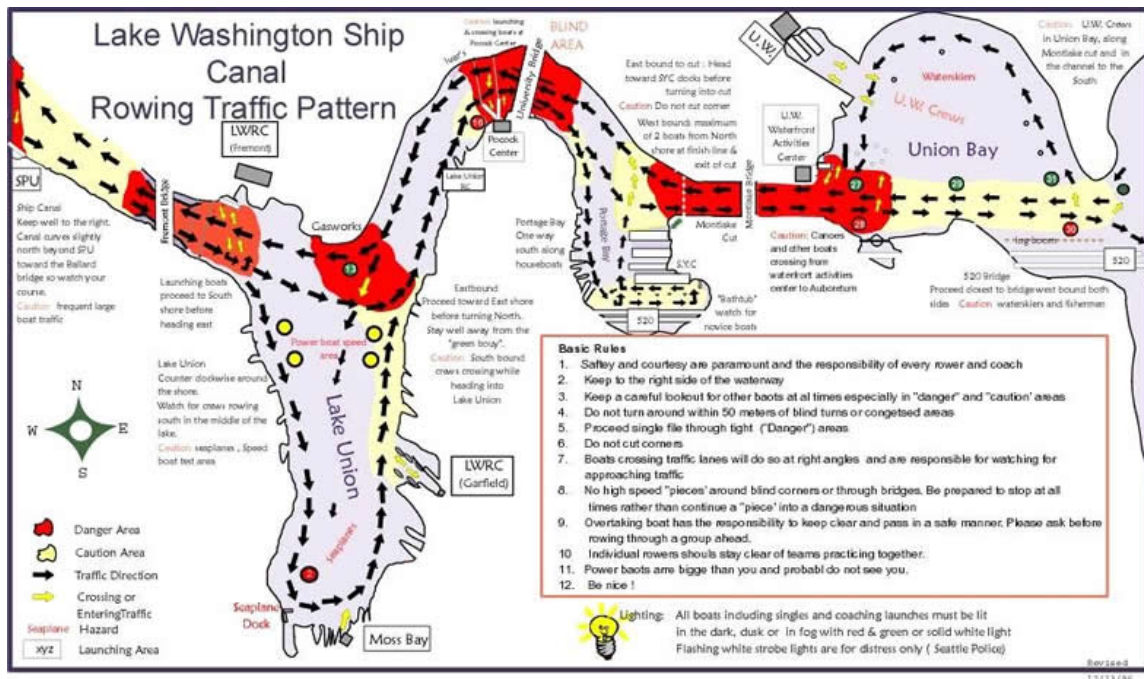 Lake Washington Ship
Canal
Rowing Traffic Pattern
LWRC
(Fremont)
SPU
Ship Canal
Keep well to the right.
Canal curves slightly
north beyond SPU
toward the Ballard
bridge so watch your
course.
Caution: frequent large
boat traffic
Fremont Bridge
Launching boats
proceed to South
shore before
heading east
Lake Union
Counter clockwise around
the shore.
Watch for crews rowing
south in the middle of the
lake.
Caution: seaplanes , Speed
boat test area
N
W
E
S
Danger Area
Caution Area
Traffic Direction
Crossing or
EnteringTraffic
Seaplane Hazard
xyz Launching Area
Gasworks
Power boat speed
area
Lake Union
Seaplanes
2
Seaplane
Dock
Moss Bay
LWRC
(Garfield)
Eastbound
Proceed toward East shore
before turning North.
Stay well away from the
"green bouy".
Caution: South bound
crews crowing while
heading into
Lake Union
Ivar's
Caution: launching
& crossing boats at
Pocock Center
BLIND
AREA
University Bridge
16
Pocock
Center
Lake Union
East bound to cut : Head
toward SYC docks before
turning into cut
Caution Do not cut corner
West bound: maximum
of 2 boats from North
shore at finish line &
exit of cut
Portage Bay
One way
south along
houseboats
Portage Bay
Montlake
Cut
S.Y.C
520
"Bathtub"
watch for
novice boats
Montlake Bridge
U.W.
U.W.
Waterfront
Activities
Center
Caution: U.W. Crews
in Union Bay, along
Montlake cut and in
the channel to the
South
Waterskiers
U.W. Crews
Union Bay
27
29
31
28
30
Log boom
520
Caution: Canoes
and other boats
crossing from
waterfront activities
center to Auboretum
520 Bridge
Proceed closest to bridgewest bound both
sides Caution waterskiers and fishermen
Basic Rules
1. Saftey and courtesy are paramount and the responsibility of every rower and coach
2. Keep to the right side of the waterway
3. Keep a careful lookout for other baots at al times especially in "danger" and "caution' areas
4. Do not turn around within 50 meters of blind turns or congetsed areas
5. Proceed single file through tight ("Danger") areas
6. Do not cut corners
7. Boats crossing traffic lanes will do so at right angles and are responsible for watching for
approaching traffic
8. No high speed "pieces' around blind corners or through bridges. Be prepared to stop at all
times rather than continue a "piece' into a dangerous situation
9. Overtaking boat has the responsibility to keep clear and pass in a safe manner. Please ask before
rowing through a group ahead.
10 Individual rowers shouls stay clear of teams practicing together.
11. Power baots arre bigge than you and probabl do not see you.
12. Be nice !
Lighting: All boats including singles and coaching launches must be lit
in the dark, dusk or in fog with red & green or solid white light
Flashing white strobe lights are for distress only ( Seattle Police)
Revised